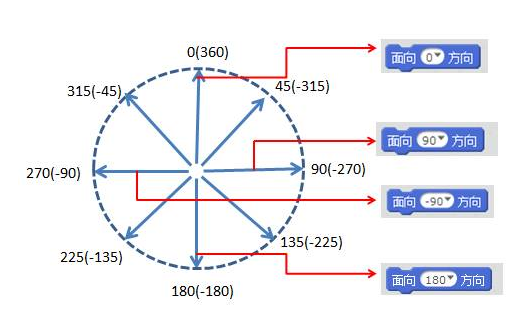 0(360)
面向 0 方向
315(-45)
45(-315)
面向 90 方向
270(-90)
90(-270)
面向 -90 方向
225(-135)
135(-225)
180(-180)
面向 180 方向